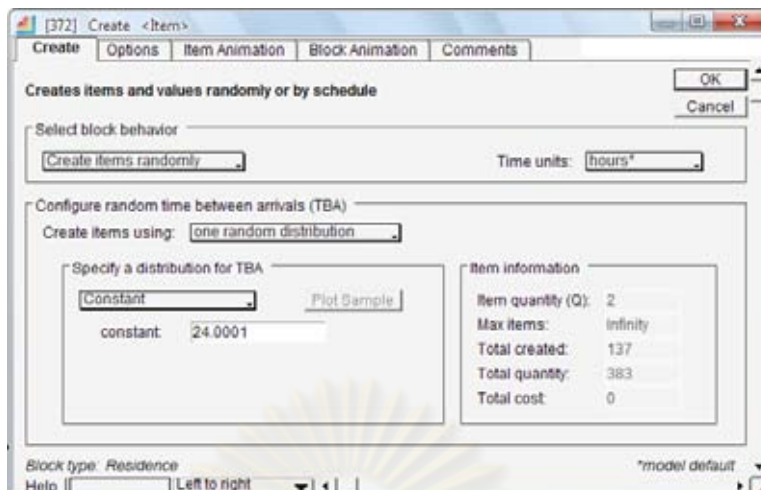 [372] Create <Item>
Create Options Item Animation Block Animation Comments
Creates items and values randomly or by schedule
OK
Cancel
Select block behavior
Create items randomly
Time units: hours*
Configure random time between arrivals (TBA)
Create items using: one random distribution
Specify a distribution for TBA
Constant
Plot Sample
constant: 24.0001
Item information
Item quantity (Q): 2
Max items: Infinity
Total created: 137
Total quantity: 383
Total cost: 0
Block type: Residence
*model default
Help
Left to right